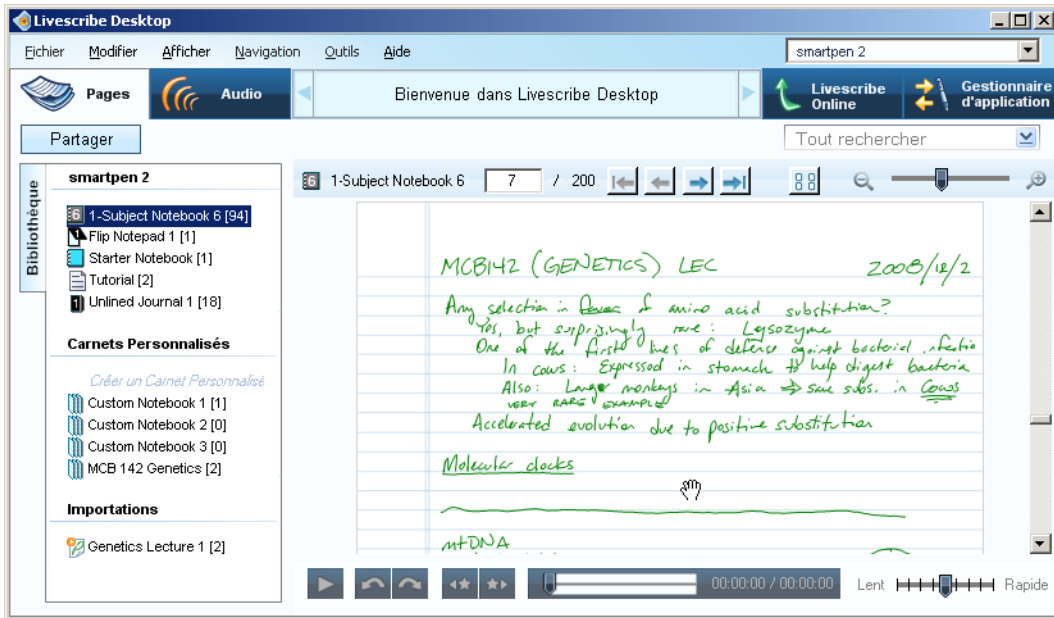 Livescribe Desktop
Fichier Modifier Afficher Navigation Outils Aide
smartpen 2
Pages Audio Bienvenue dans Livescribe Desktop Livescribe Online Gestionnaire d'application
Partager
Tout rechercher
Bibliothèque
smartpen 2
1-Subject Notebook 6 [94]
Flip Notepad 1 [1]
Starter Notebook [1]
Tutorial [2]
Unlined Journal 1 [18]
Carnets Personnalisés
Créer un Carnet Personnalisé
Custom Notebook 1 [1]
Custom Notebook 2 [0]
Custom Notebook 3 [0]
MCB 142 Genetics [2]
Importations
Genetics Lecture 1 [2]
1-Subject Notebook 6 7 / 200
MCB142 (GENETICS) LEC 2008/12/2
Any selection in of amino acid substitution?
Yes, but surprisingly rare: Lysozyme
One of the first lines of defence against bacterial infectio
In cows: Expressed in stomach to help digest bacteria
Also: Langer monkeys in Asia ⇒ same subs. in Cows
VERY RARE EXAMPLE
Accelerated evolution due to positive substitution
Molecular clocks
mtDNA
00:00:00 / 00:00:00 Lent Rapide